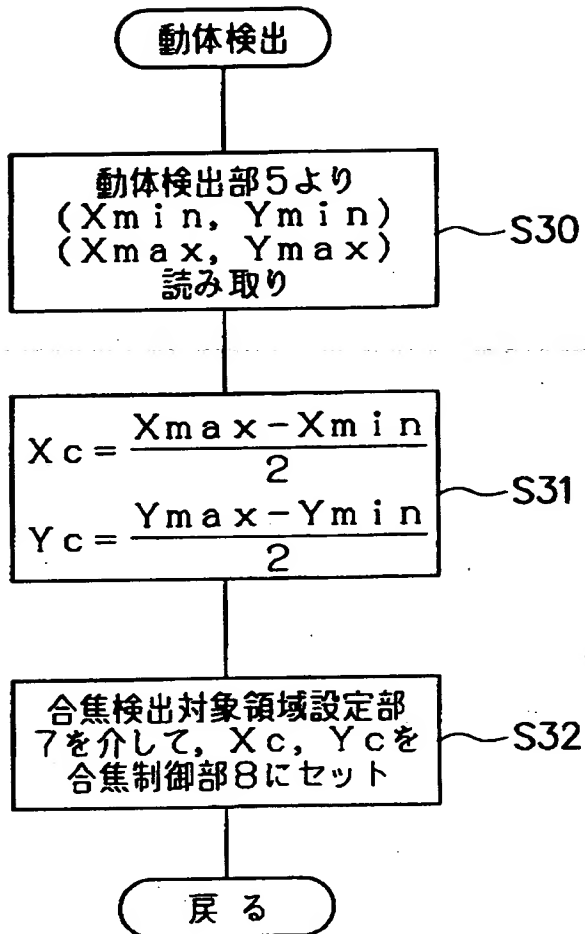 動体検出
動体検出部5より
(Xmin, Ymin)
(Xmax, Ymax)
読み取り
S30
Xc=Xmax-Xmin
2
Yc=Ymax-Ymin
2
S31
合焦検出対象領域設定部
7を介して, Xc, Ycを
合焦制御部8にセット
S32
戻る